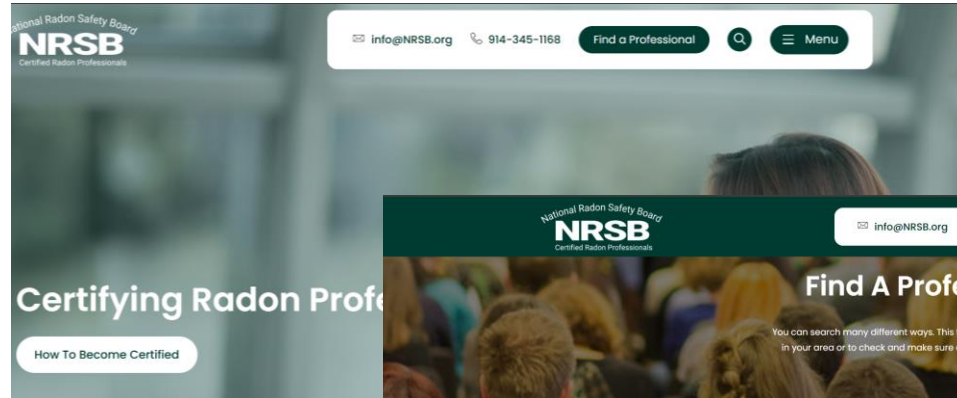 National Radon Safety Board
NRSB
Certified Radon Professionals
info@NRSB.org 914-345-1168 Find a Professional Menu
Certifying Radon Profe
How To Become Certified
National Radon Safety Board
NRSB
Certified Radon Professionals
info@NRSB.org
Find A Profe
You can search many different ways. This
in your area or to check and make sure